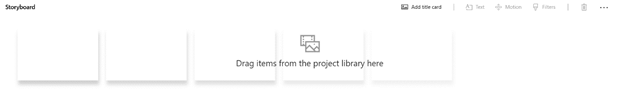 Storyboard
Add title card
Text
Motion
Filters
Drag items from the project library here